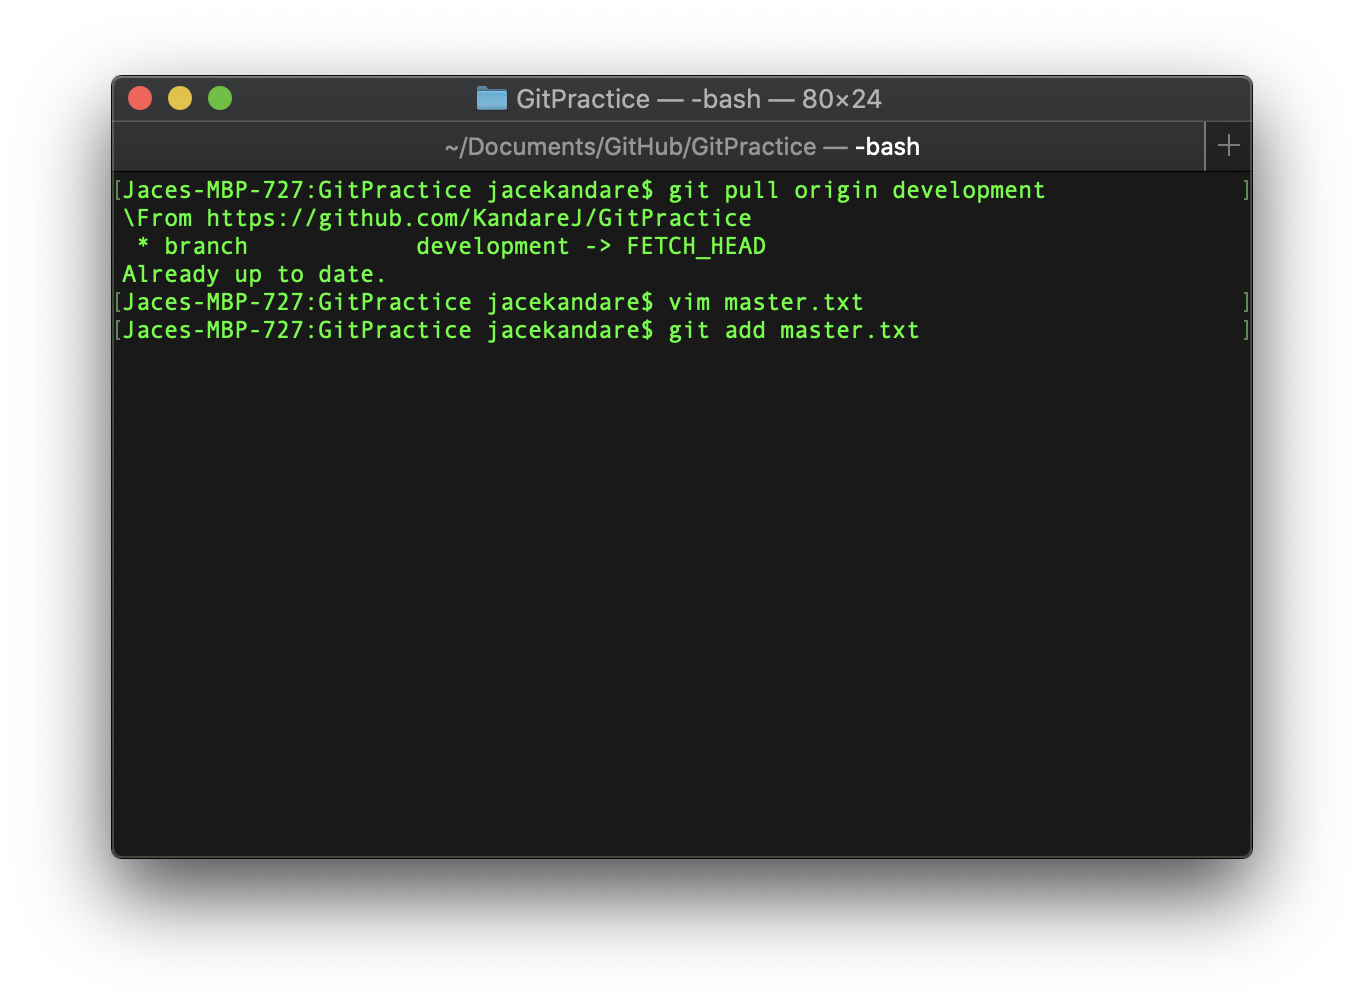 GitPractice — -bash — 80×24
~/Documents/GitHub/GitPractice — -bash
[Jaces-MBP-727:GitPractice jacekandare$ git pull origin development ]
\From https://github.com/KandareJ/GitPractice
 * branch            development -> FETCH_HEAD
Already up to date.
[Jaces-MBP-727:GitPractice jacekandare$ vim master.txt ]
[Jaces-MBP-727:GitPractice jacekandare$ git add master.txt ]